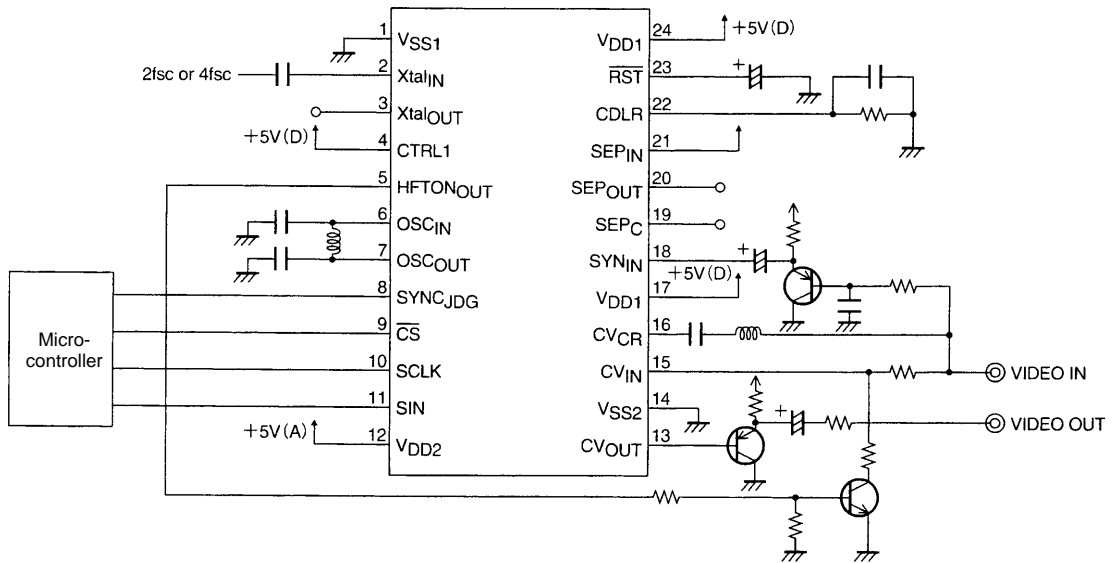 1
VSS1
2fsc or 4fsc
2
XtalIN
3
XtalOUT
+5V(D)
4
CTRL1
5
HFTONOUT
6
OSCIN
7
OSCOUT
8
SYNCJDG
9
CS
10
SCLK
11
SIN
+5V(A)
12
VDD2
Micro-
controller
24
+5V(D)
VDD1
23
+
RST
22
CDLR
21
SEPIN
20
SEPOUT
19
SEPC
18
+
SYNIN
+5V(D)
17
VDD1
16
CVCR
15
CVIN
VIDEO IN
14
VSS2
+
VIDEO OUT
13
CVOUT